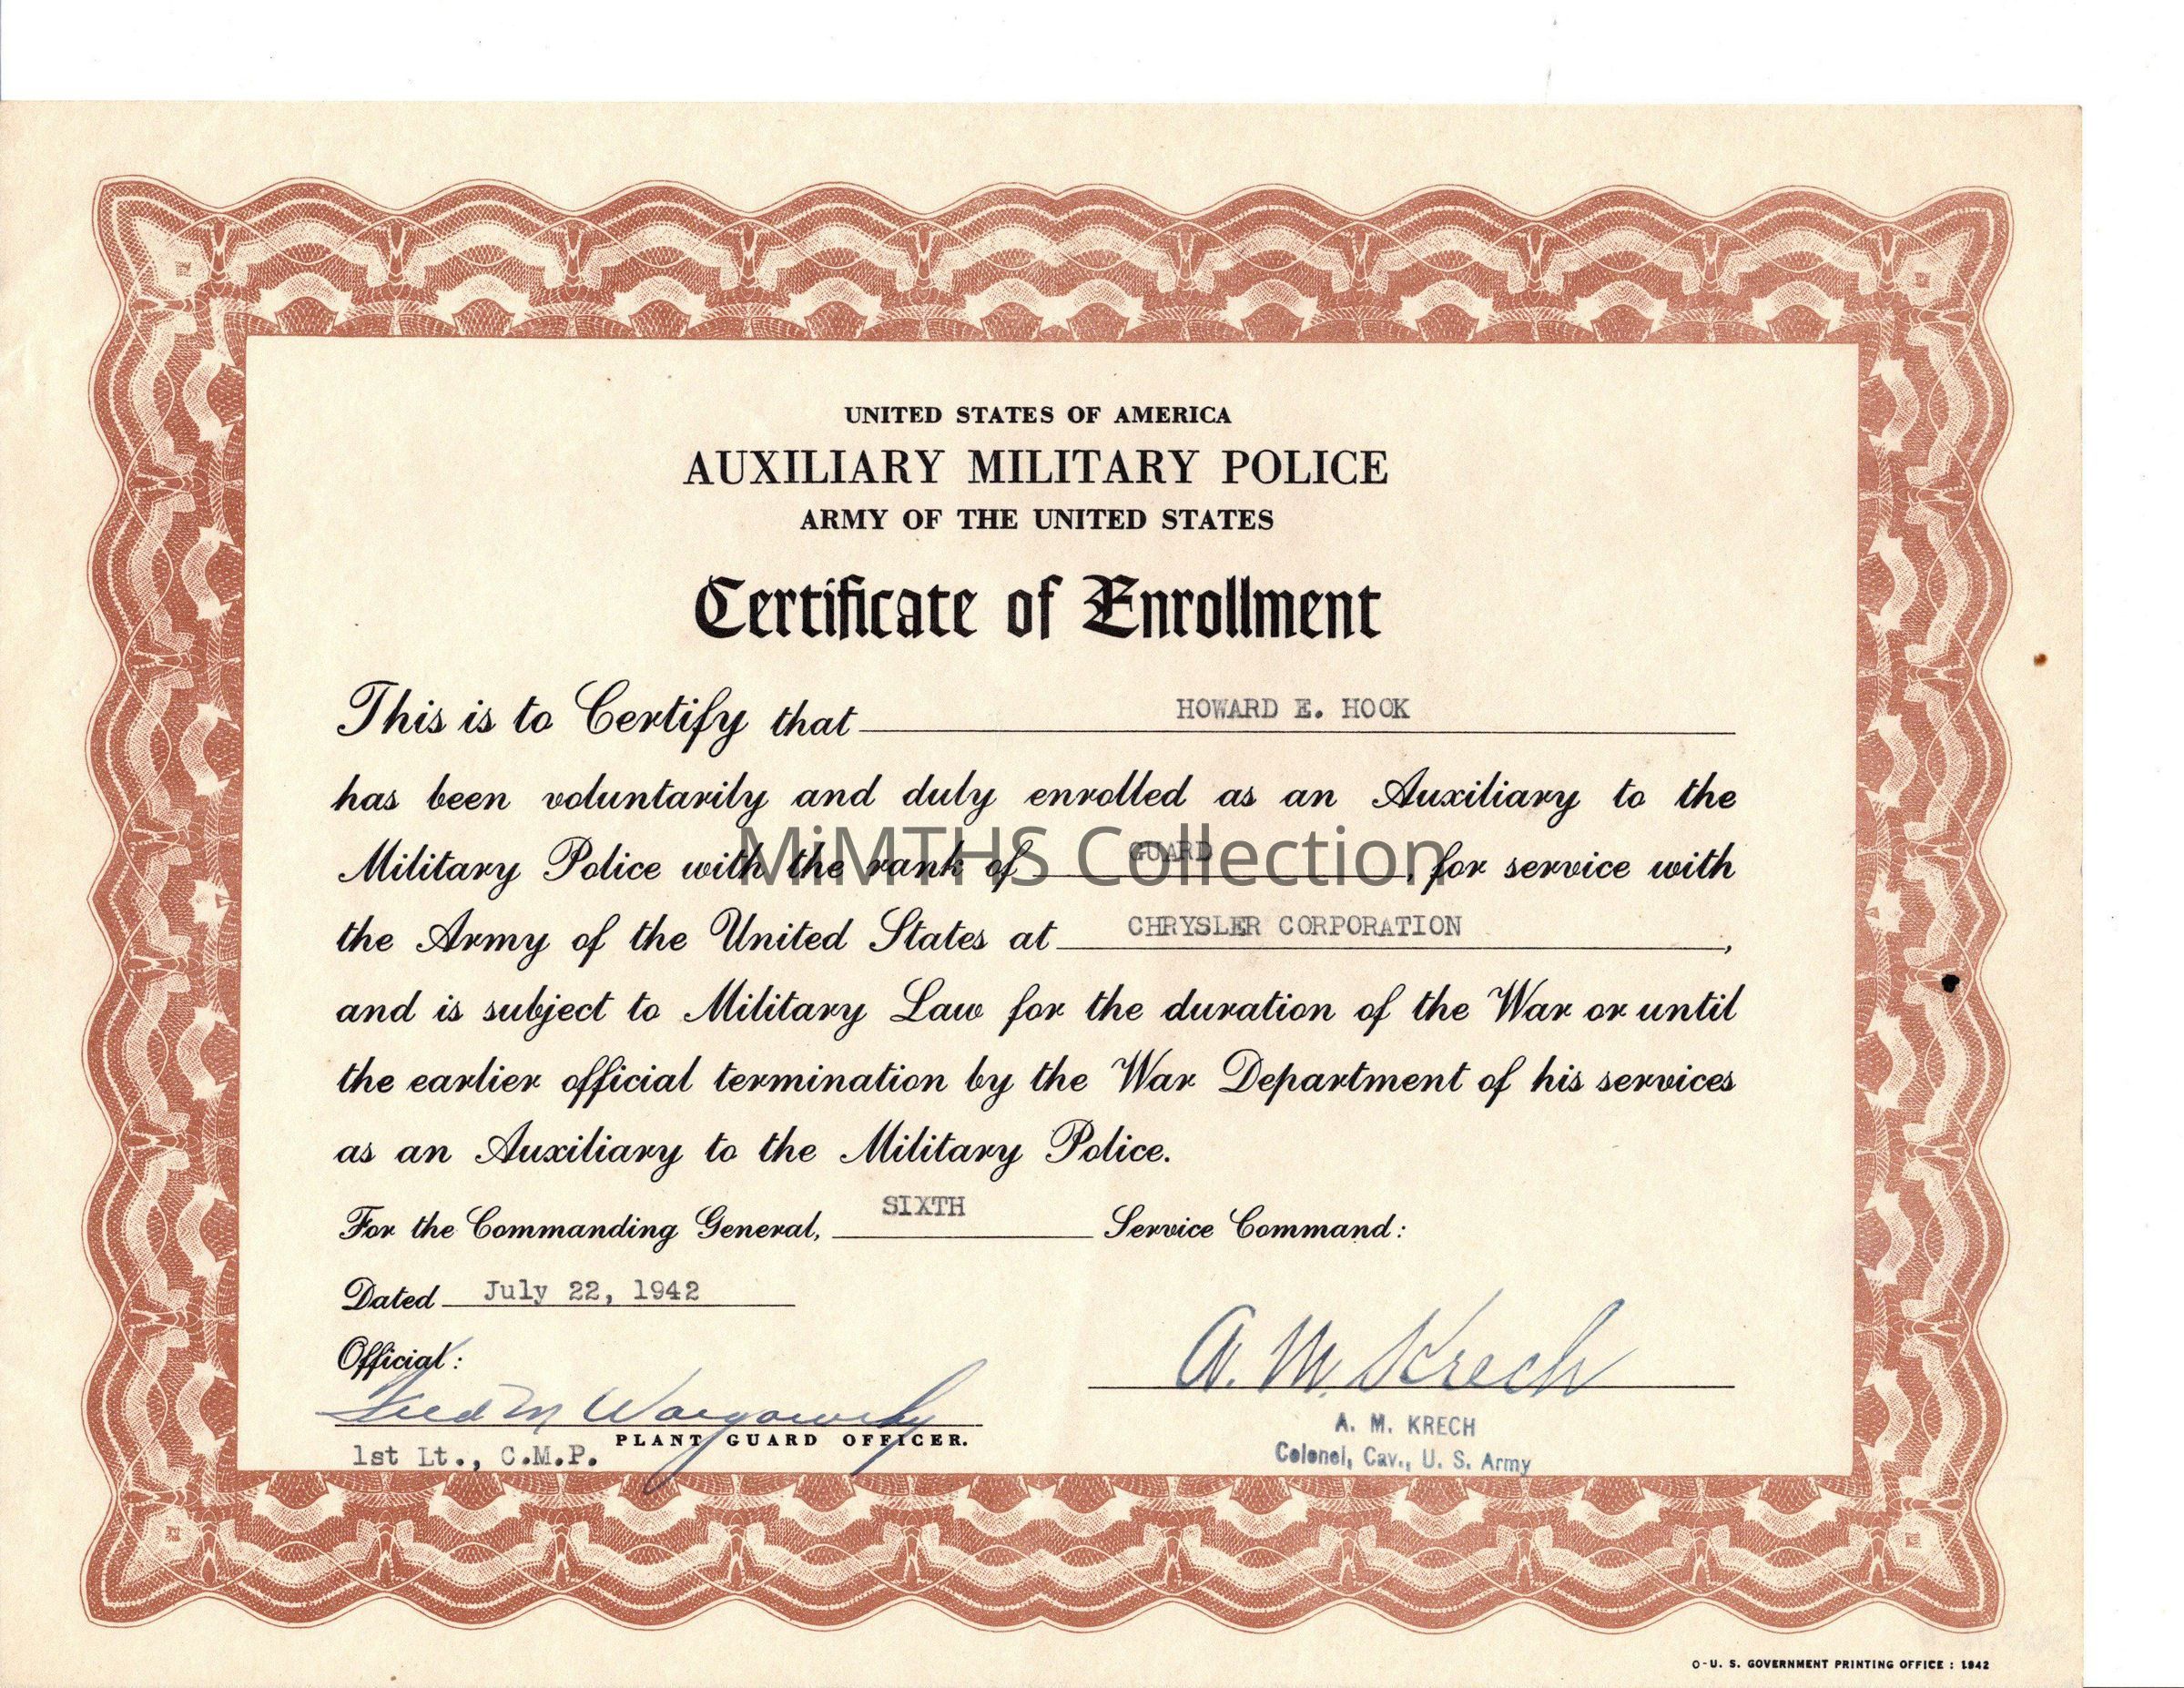 UNITED STATES OF AMERICA
AUXILIARY MILITARY POLICE
ARMY OF THE UNITED STATES
Certificate of Enrollment
This is to Certify that HOWARD E. HOOK
has been voluntarily and duly enrolled as an Auxiliary to the
Military Police with the rank of GUARD, for service with
MiMTHS Collection
the Army of the United States at CHRYSLER CORPORATION,
and is subject to Military Law for the duration of the War or until
the earlier official termination by the War Department of his services
as an Auxiliary to the Military Police.
For the Commanding General, SIXTH Service Command:
Dated July 22, 1942
Official:
A. M. Krech
Fred M
PLANT GUARD OFFICER.
1st Lt., C.M.P.
A. M. KRECH
Colonel, Cav., U. S. Army
O-U. S. GOVERNMENT PRINTING OFFICE : 1942